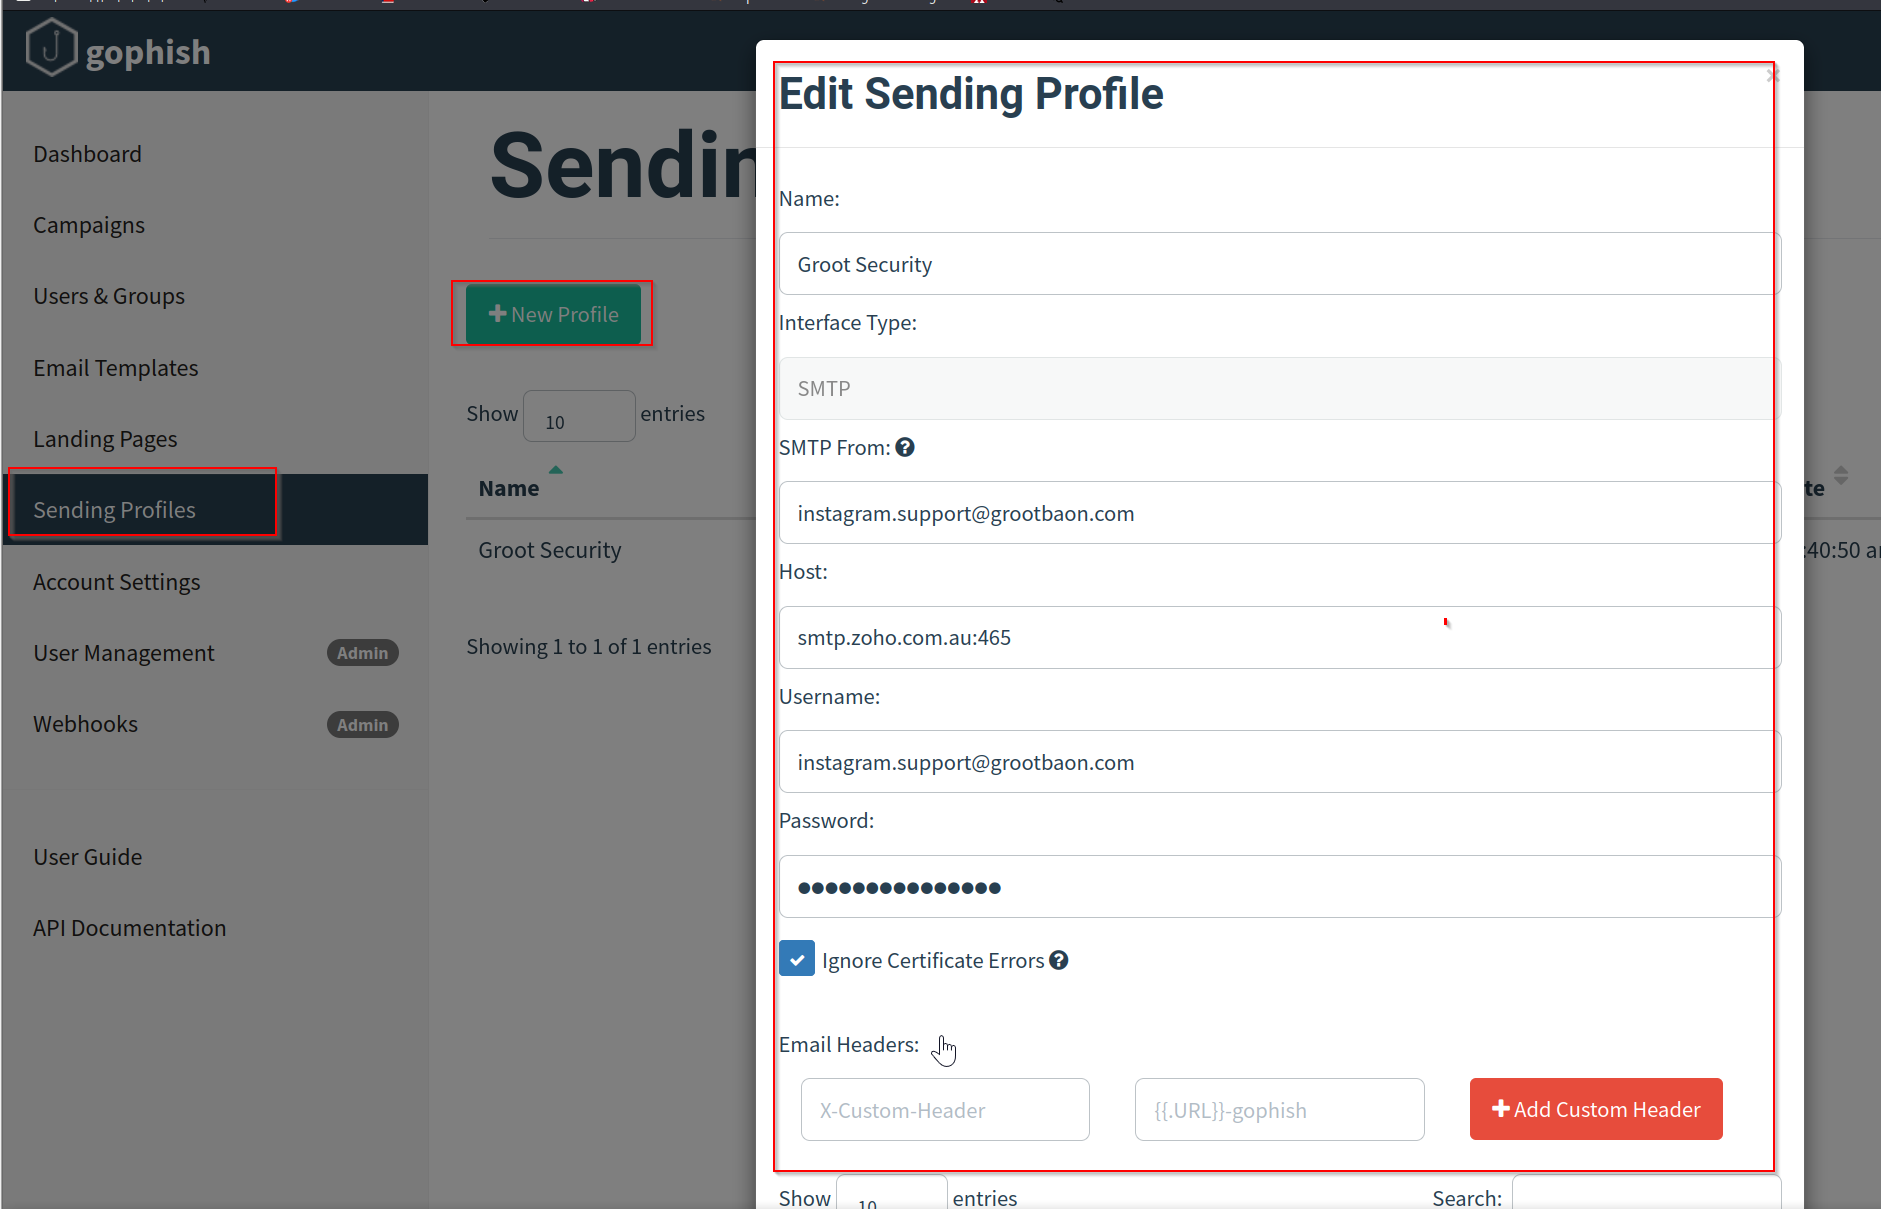 gophish
Dashboard
Campaigns
Users & Groups
Email Templates
Landing Pages
Sending Profiles
Account Settings
User Management Admin
Webhooks Admin
User Guide
API Documentation
Sendin
New Profile
Show 10 entries
Name
te
Groot Security
:40:50
Showing 1 to 1 of 1 entries
Edit Sending Profile
×
Name:
Groot Security
Interface Type:
SMTP
SMTP From:
instagram.support@grootbaon.com
Host:
smtp.zoho.com.au:465
Username:
instagram.support@grootbaon.com
Password:
●●●●●●●●●●●●●●●
Ignore Certificate Errors
Email Headers:
X-Custom-Header {{.URL}}-gophish Add Custom Header
Show 10 entries Search: